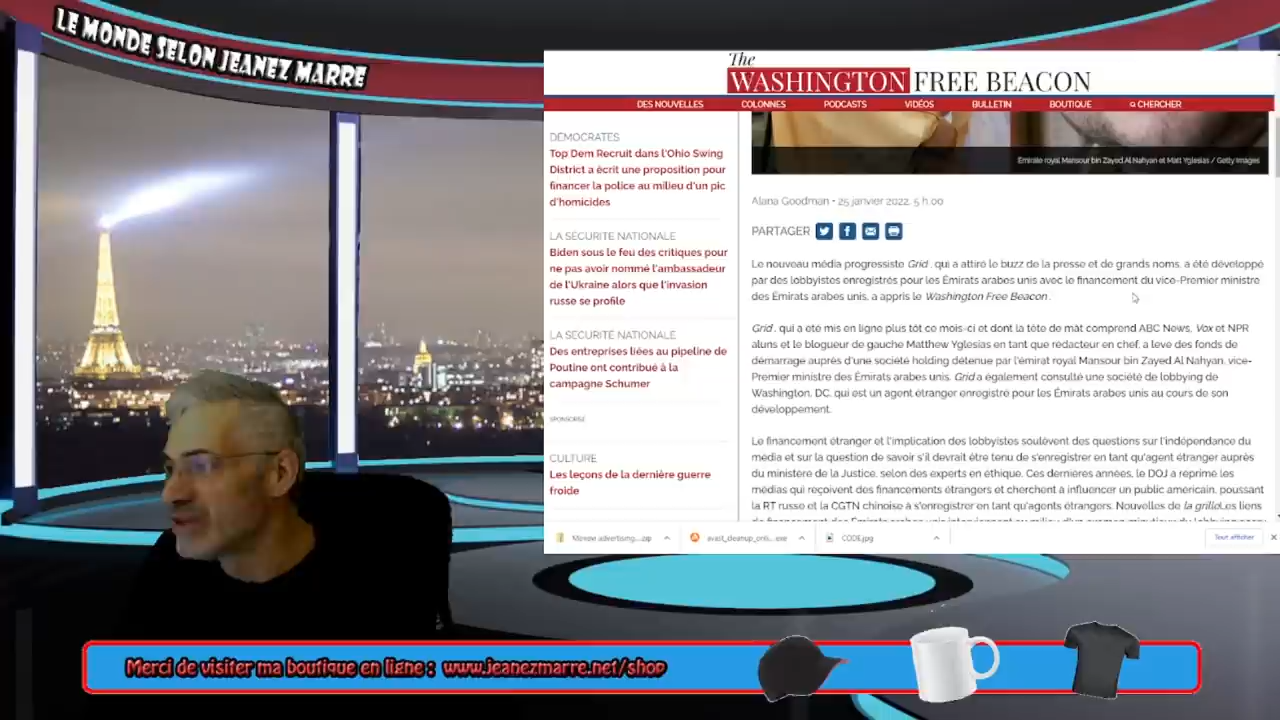 LE MONDE SELON JEANEZ MARRE
The
WASHINGTON FREE BEACON
DES NOUVELLES COLONNES PODCASTS VIDÉOS BULLETIN BOUTIQUE CHERCHER
DÉMOCRATES
Top Dem Recruit dans l'Ohio Swing
District a écrit une proposition pour
financer la police au milieu d'un pic
d'homicides
LA SÉCURITÉ NATIONALE
Biden sous le feu des critiques pour
ne pas avoir nommé l'ambassadeur
de l'Ukraine alors que l'invasion
russe se profile
LA SÉCURITÉ NATIONALE
Des entreprises liées au pipeline de
Poutine ont contribué à la
campagne Schumer
SPONSORISÉ
CULTURE
Les leçons de la dernière guerre
froide
Émirale royal Mansour bin Zayed Al Nahyan et Matt Yglesias / Getty Images
Alana Goodman • 25 janvier 2022, 5 h 00
PARTAGER
Le nouveau média progressiste Grid , qui a attiré le buzz de la presse et de grands noms, a été développé
par des lobbyistes enregistrés pour les Émirats arabes unis avec le financement du vice-Premier ministre
des Émirats arabes unis, a appris le Washington Free Beacon .
Grid , qui a été mis en ligne plus tôt ce mois-ci et dont la tête de mât comprend ABC News, Vox et NPR
aluns et le blogueur de gauche Matthew Yglesias en tant que rédacteur en chef, a levé des fonds de
démarrage auprès d'une société holding détenue par l'émirat royal Mansour bin Zayed Al Nahyan, vice-
Premier ministre des Émirats arabes unis. Grid a également consulté une société de lobbying de
Washington, DC, qui est un agent étranger enregistré pour les Émirats arabes unis au cours de son
développement.
Le financement étranger et l'implication des lobbyistes soulèvent des questions sur l'indépendance du
média et sur la question de savoir s'il devrait être tenu de s'enregistrer en tant qu'agent étranger auprès
du ministère de la Justice, selon des experts en éthique. Ces dernières années, le DOJ a réprimé les
médias qui reçoivent des financements étrangers et cherchent à influencer un public américain, poussant
la RT russe et la CGTN chinoise à s'enregistrer en tant qu'agents étrangers. Nouvelles de la grilleLes liens
Tout afficher
CODE.jpg
Merci de visiter ma boutique en ligne : www.jeanezmarre.net/shop